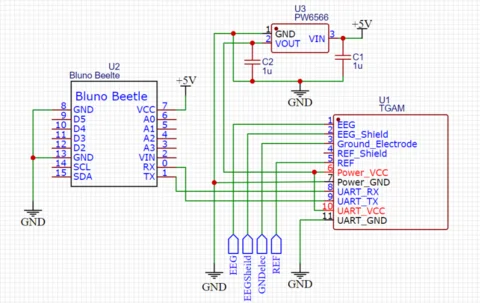 U3
PW6566
+5V
1 GND
2 VOUT
VIN 3
C2
1u
C1
1u
GND
U2
Bluno Beelte
Bluno Beetle
+5V
8 GND VCC 7
9 D5 A0 6
10 D4 A1 5
11 D3 A2 4
12 D2 A3 3
13 GND VIN 2
14 SCL RX 0
15 SDA TX 1
GND
U1
TGAM
1 EEG
2 EEG_Shield
3 Ground_Electrode
4 REF_Shield
5 REF
6 Power_VCC
7 Power_GND
8 UART_RX
9 UART_TX
10 UART_VCC
11 UART_GND
EEG
EEGSheild
GNDelec
REF
GND
GND